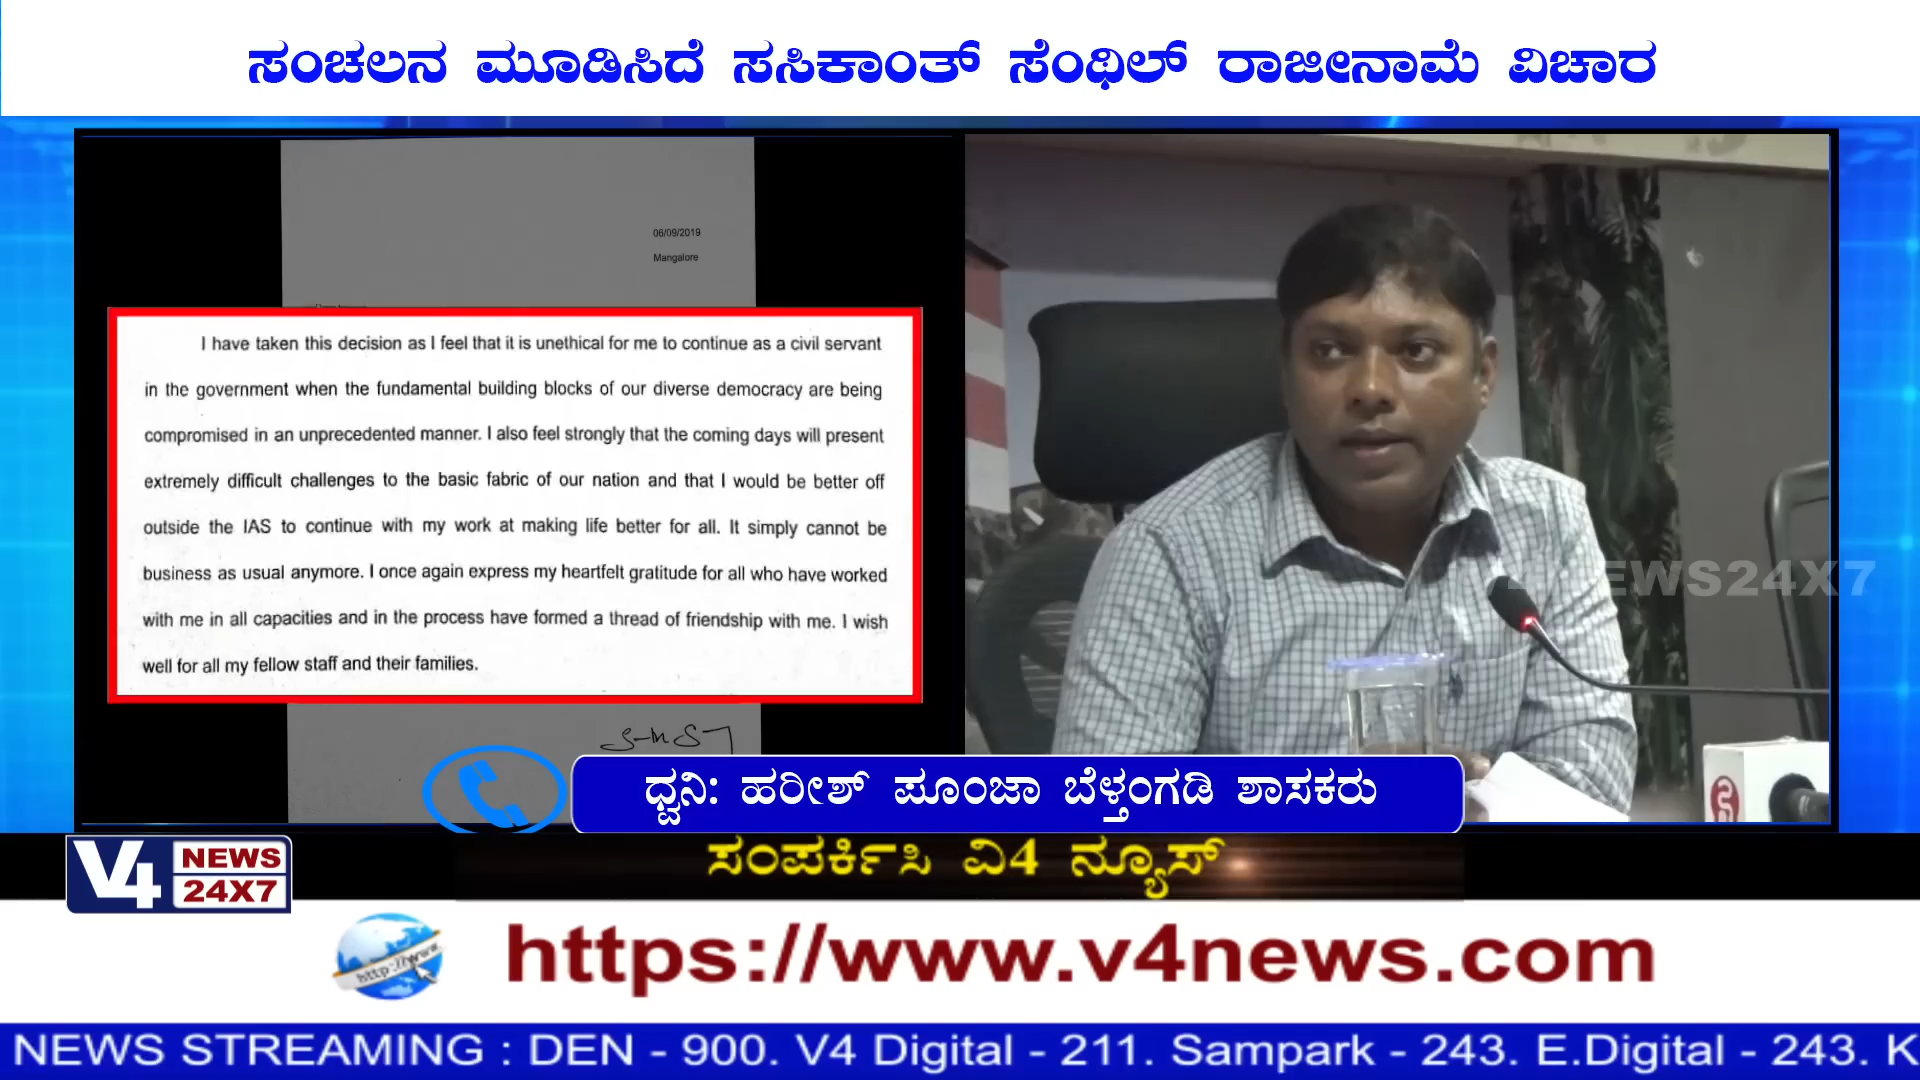 ಸಂಚಲನ ಮೂಡಿಸಿದೆ ಸಸಿಕಾಂತ್ ಸೆಂಥಿಲ್ ರಾಜೀನಾಮೆ ವಿಚಾರ
06/09/2019
Mangalore
I have taken this decision as I feel that it is unethical for me to continue as a civil servant
in the government when the fundamental building blocks of our diverse democracy are being
compromised in an unprecedented manner. I also feel strongly that the coming days will present
extremely difficult challenges to the basic fabric of our nation and that I would be better off
outside the IAS to continue with my work at making life better for all. It simply cannot be
business as usual anymore. I once again express my heartfelt gratitude for all who have worked
with me in all capacities and in the process have formed a thread of friendship with me. I wish
well for all my fellow staff and their families.
NEWS24X7
ಧ್ವನಿ: ಹರೀಶ್ ಪೂಂಜಾ ಬೆಳ್ತಂಗಡಿ ಶಾಸಕರು
V4 NEWS
24X7
ಸಂಪರ್ಕಿಸಿ ವಿ4 ನ್ಯೂಸ್
http://www
https://www.v4news.com
NEWS STREAMING : DEN - 900. V4 Digital - 211. Sampark - 243. E.Digital - 243. K